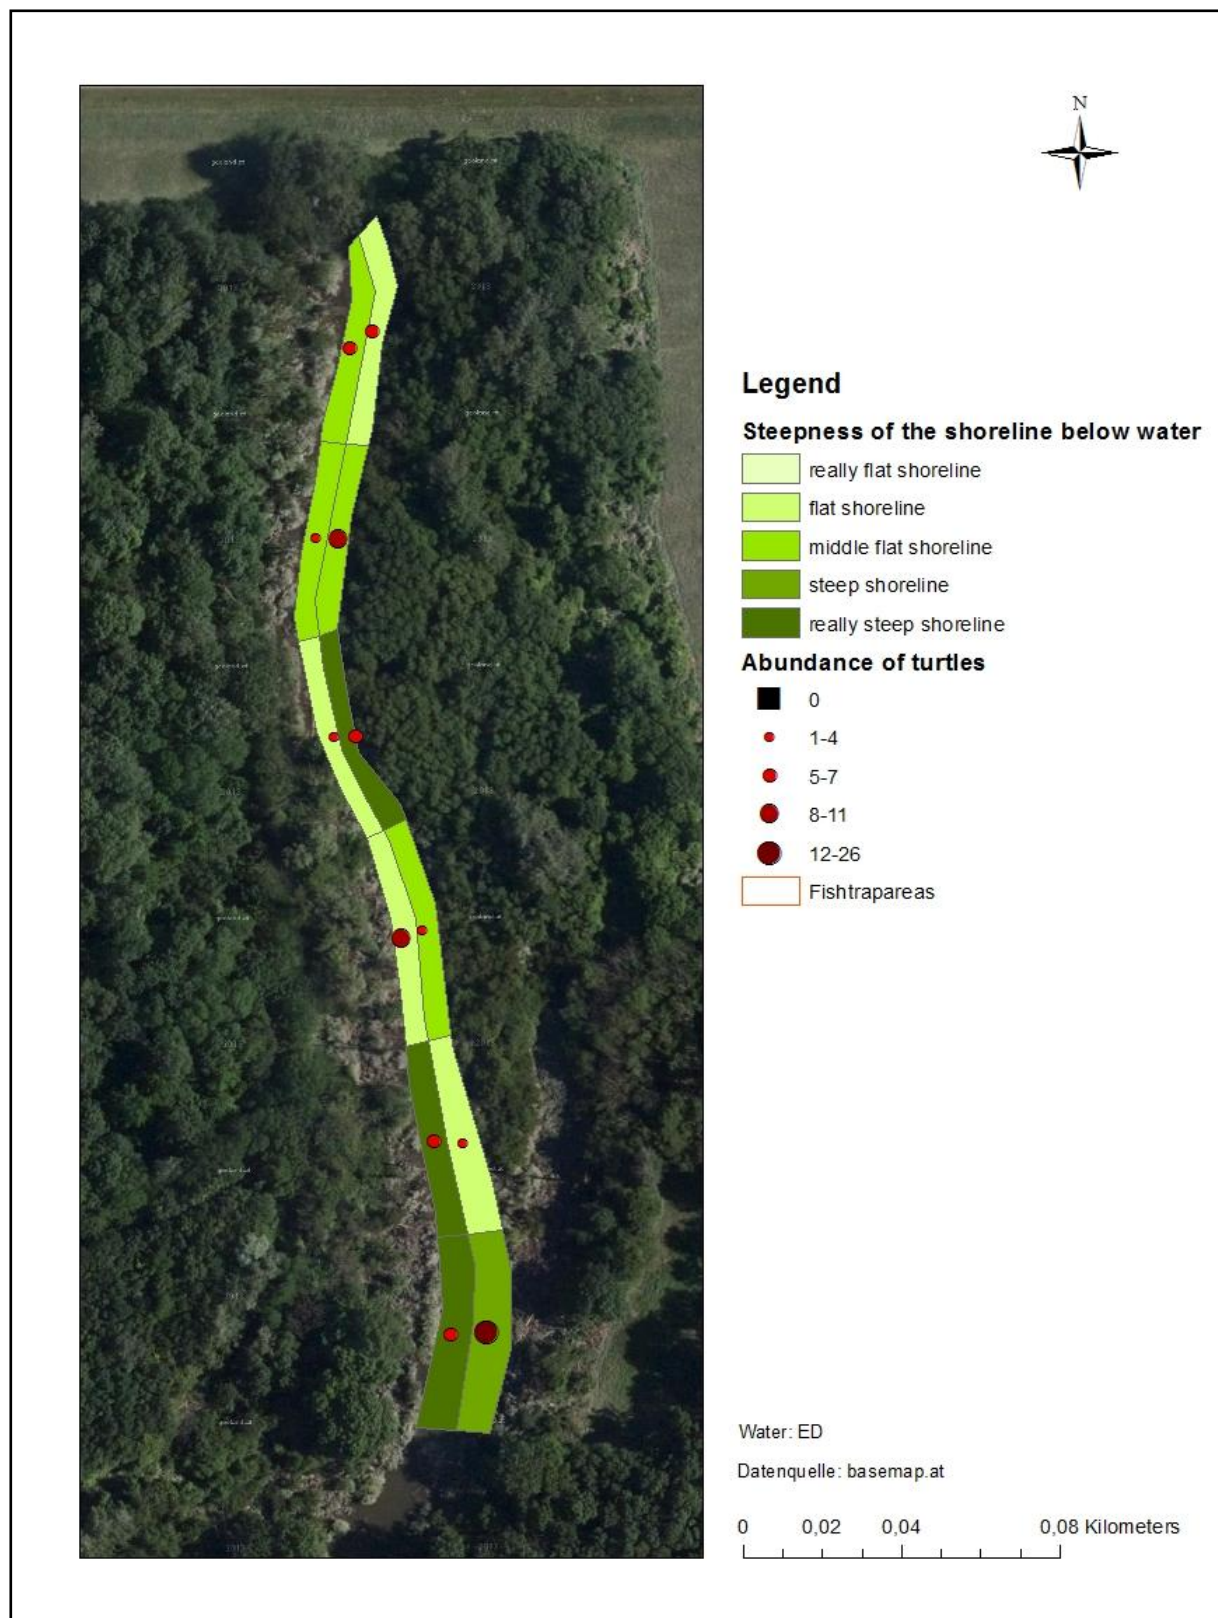 N
Legend
Steepness of the shoreline below water
really flat shoreline
flat shoreline
middle flat shoreline
steep shoreline
really steep shoreline
Abundance of turtles
0
1-4
5-7
8-11
12-26
Fishtrapareas
Water: ED
Datenquelle: basemap.at
0 0,02 0,04 0,08 Kilometers